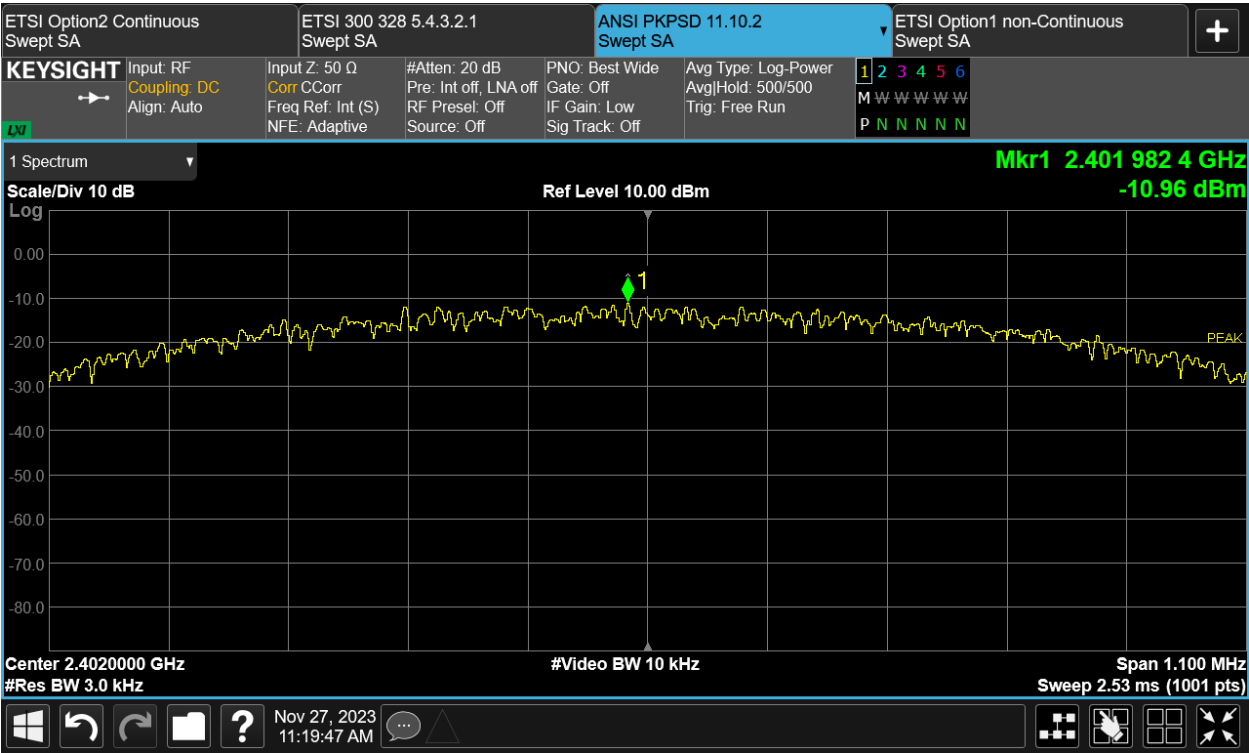 ETSI Option2 Continuous
Swept SA
ETSI 300 328 5.4.3.2.1
Swept SA
ANSI PKPSD 11.10.2
Swept SA
ETSI Option1 non-Continuous
Swept SA
KEYSIGHT
LXI
Input: RF
Coupling: DC
Align: Auto
Input Z: 50 Ω
Corr CCorr
Freq Ref: Int (S)
NFE: Adaptive
#Atten: 20 dB
Pre: Int off, LNA off
RF Presel: Off
Source: Off
PNO: Best Wide
Gate: Off
IF Gain: Low
Sig Track: Off
Avg Type: Log-Power
Avg|Hold: 500/500
Trig: Free Run
1 2 3 4 5 6
M W W W W W
P N N N N N
1 Spectrum
Mkr1 2.401 982 4 GHz
Scale/Div 10 dB
Ref Level 10.00 dBm
-10.96 dBm
Log
0.00
1
-10.0
-20.0
PEAK
-30.0
-40.0
-50.0
-60.0
-70.0
-80.0
Center 2.4020000 GHz
#Video BW 10 kHz
Span 1.100 MHz
#Res BW 3.0 kHz
Sweep 2.53 ms (1001 pts)
?
Nov 27, 2023
11:19:47 AM